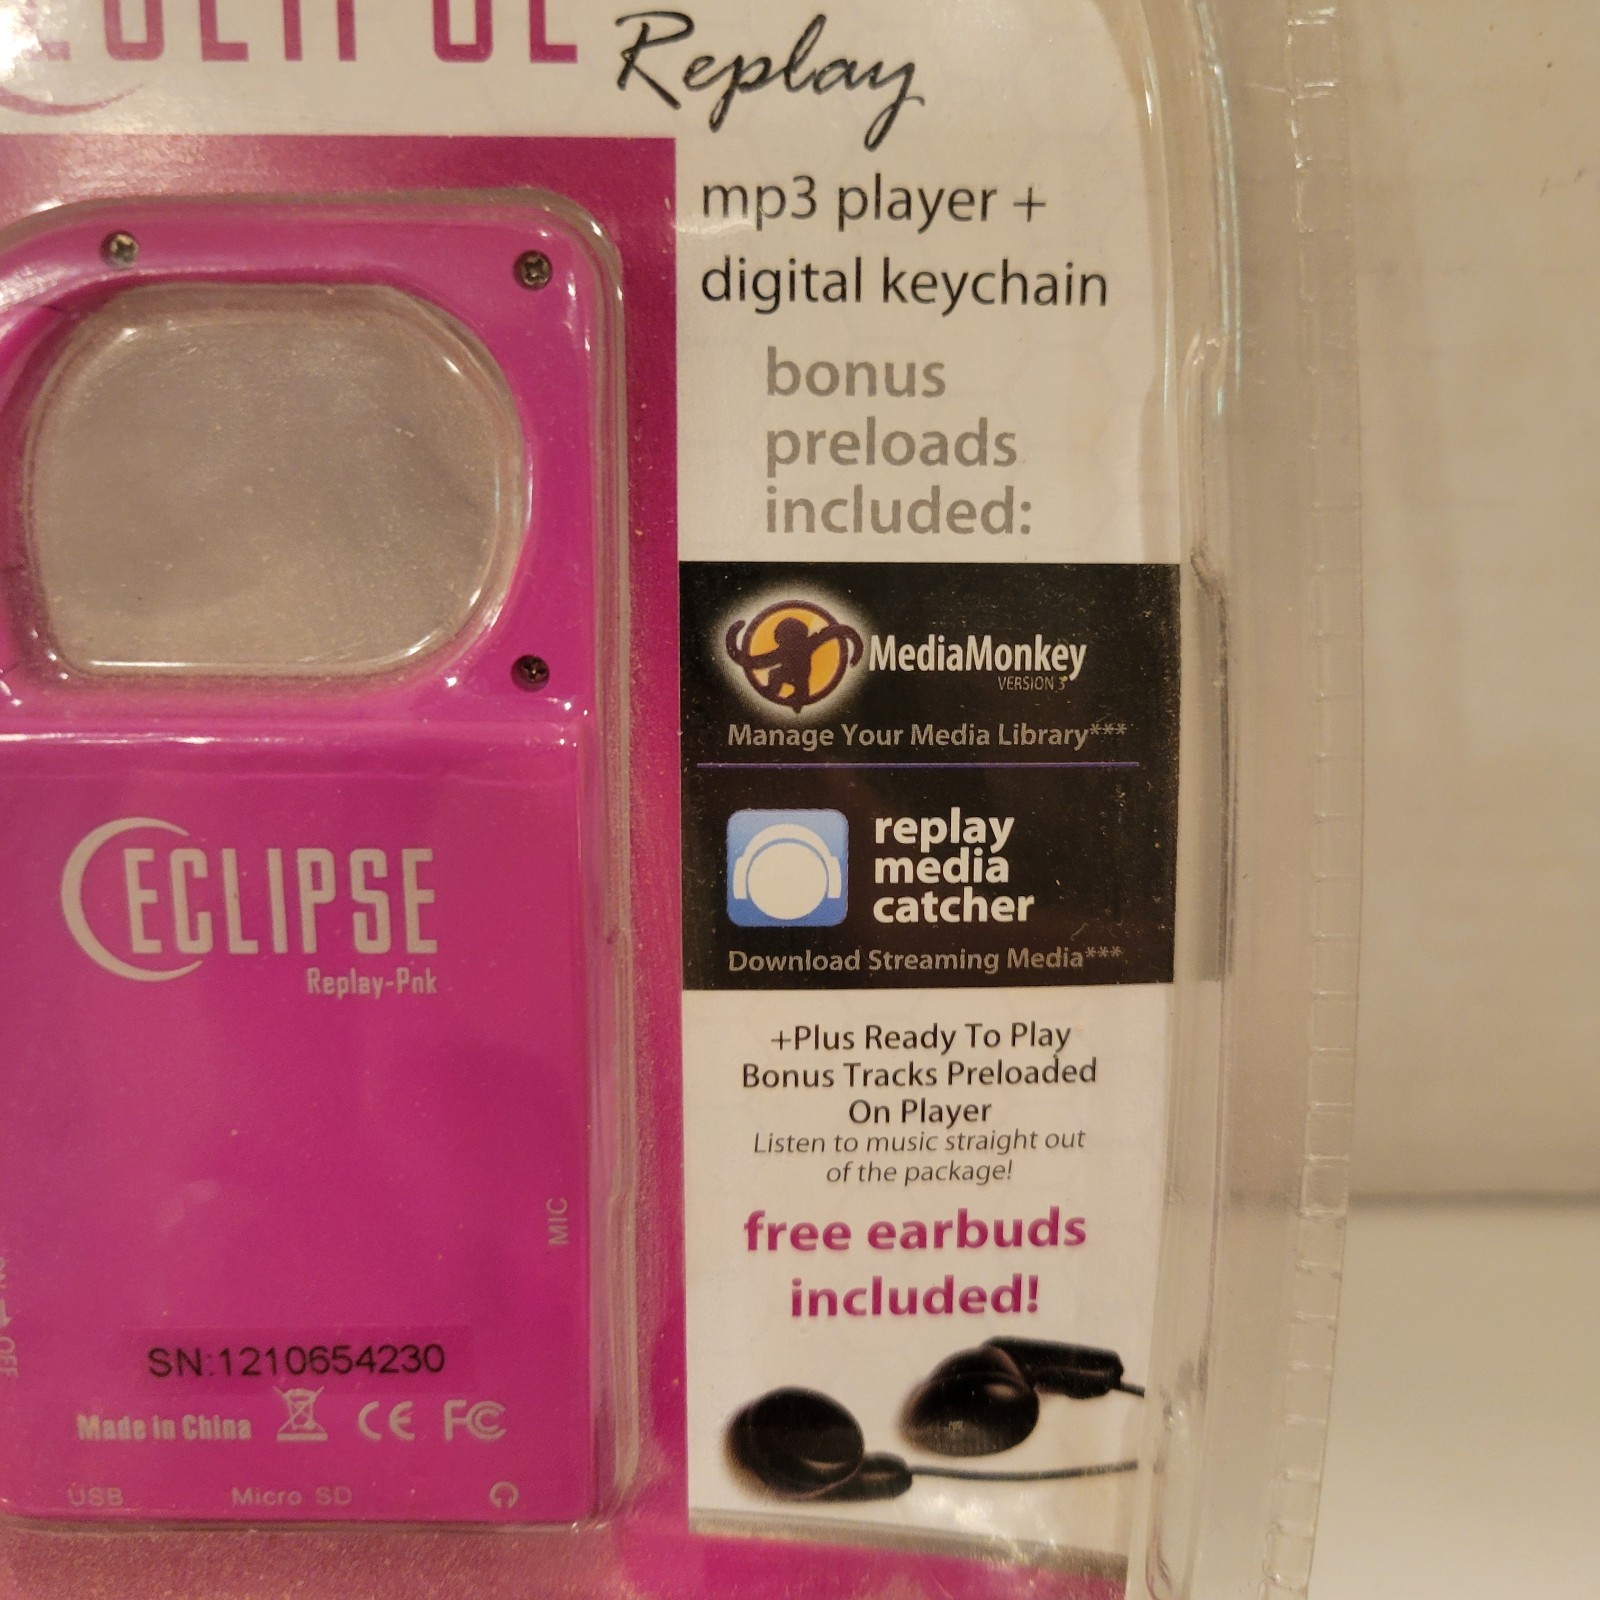 ECLIPSE
Replay
mp3 player +
digital keychain
bonus
preloads
included:
MediaMonkey
VERSION 3
Manage Your Media Library***
replay
media
catcher
Download Streaming Media***
+Plus Ready To Play
Bonus Tracks Preloaded
On Player
Listen to music straight out
of the package!
free earbuds
included!
ECLIPSE
Replay-Pnk
MIC
OFF
SN:1210654230
Made in China CE FC
USB Micro SD